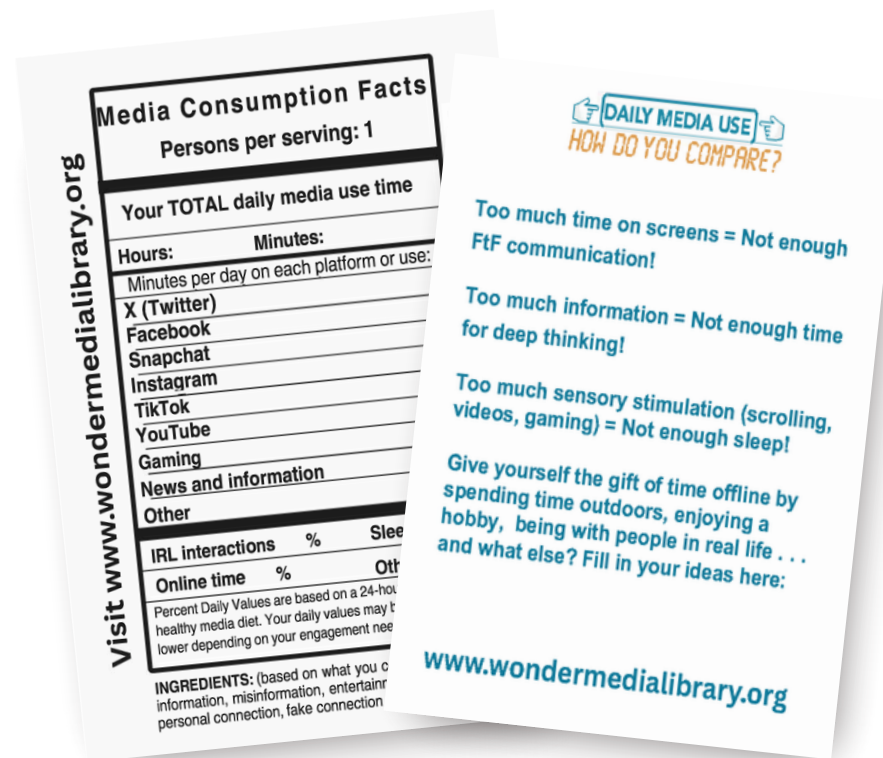 Visit www.wondermedialibrary.org
Media Consumption Facts
Persons per serving: 1
Your TOTAL daily media use time
Hours: Minutes:
Minutes per day on each platform or use:
X (Twitter)
Facebook
Snapchat
Instagram
TikTok
YouTube
Gaming
News and information
Other
IRL interactions %
Online time %
Percent Daily Values are based on a
healthy media diet. Your daily values may
lower depending on your engagement
INGREDIENTS: (based on what you
information, misinformation,
personal connection, fake connection
DAILY MEDIA USE
HOW DO YOU COMPARE?
Too much time on screens = Not enough
FtF communication!
Too much information = Not enough time
for deep thinking!
Too much sensory stimulation (scrolling,
videos, gaming) = Not enough sleep!
Give yourself the gift of time offline by
spending time outdoors, enjoying a
hobby, being with people in real life . . .
and what else? Fill in your ideas here:
www.wondermedialibrary.org